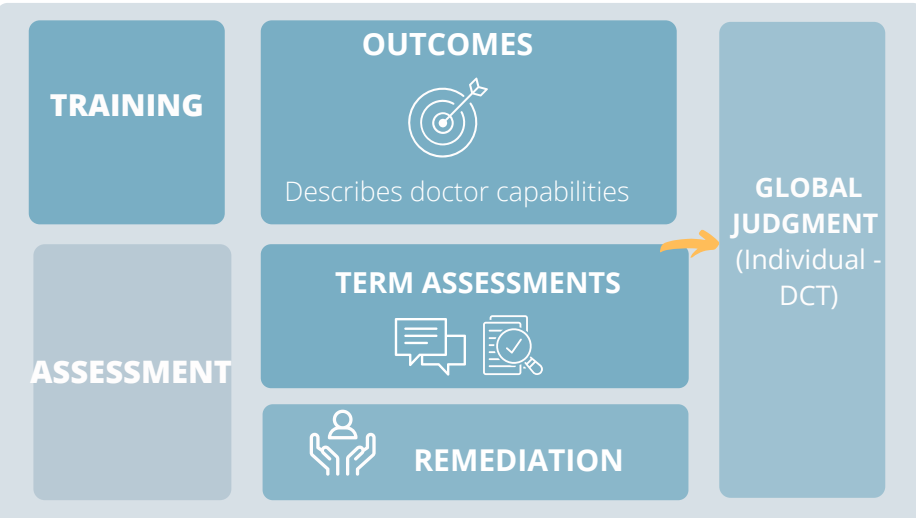 TRAINING
OUTCOMES
Describes doctor capabilities
ASSESSMENT
TERM ASSESSMENTS
REMEDIATION
GLOBAL
JUDGMENT
(Individual -
DCT)